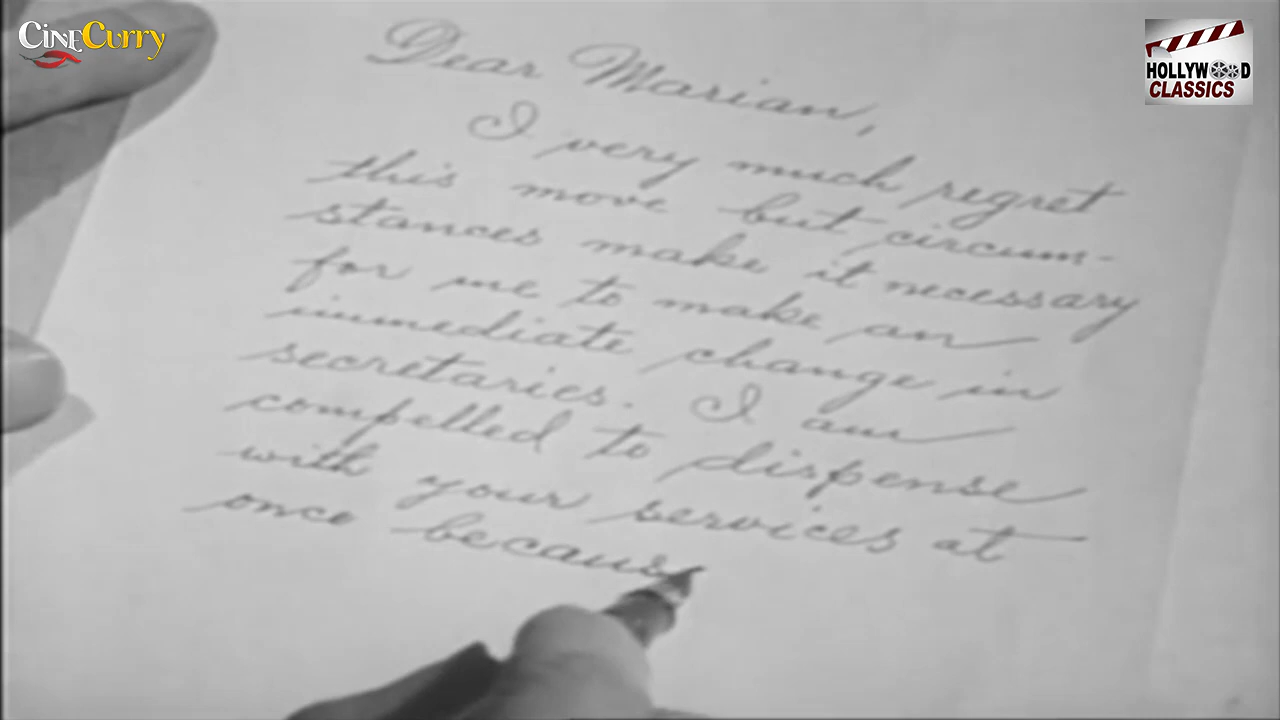 CineCurry
HOLLYWOOD
CLASSICS
Dear Marian,
I very much regret
this move but circum-
stances make it necessary
for me to make an
immediate change in
secretaries. I am
compelled to dispense
with your services at
once becaus